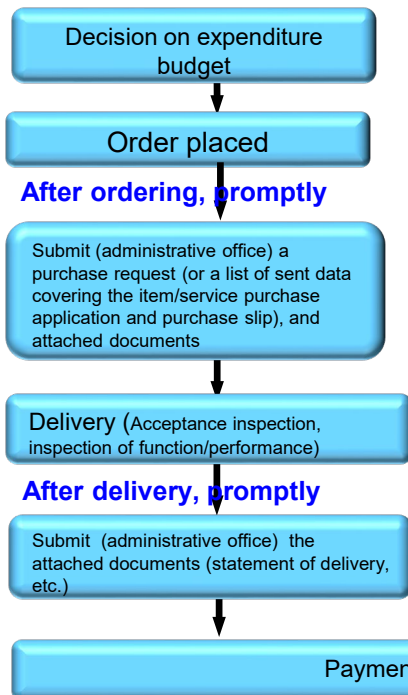 Decision on expenditure
budget
Order placed
After ordering, promptly
Submit (administrative office) a
purchase request (or a list of sent data
covering the item/service purchase
application and purchase slip), and
attached documents
Delivery (Acceptance inspection,
inspection of function/performance)
After delivery, promptly
Submit (administrative office) the
attached documents (statement of delivery,
etc.)
Paymen